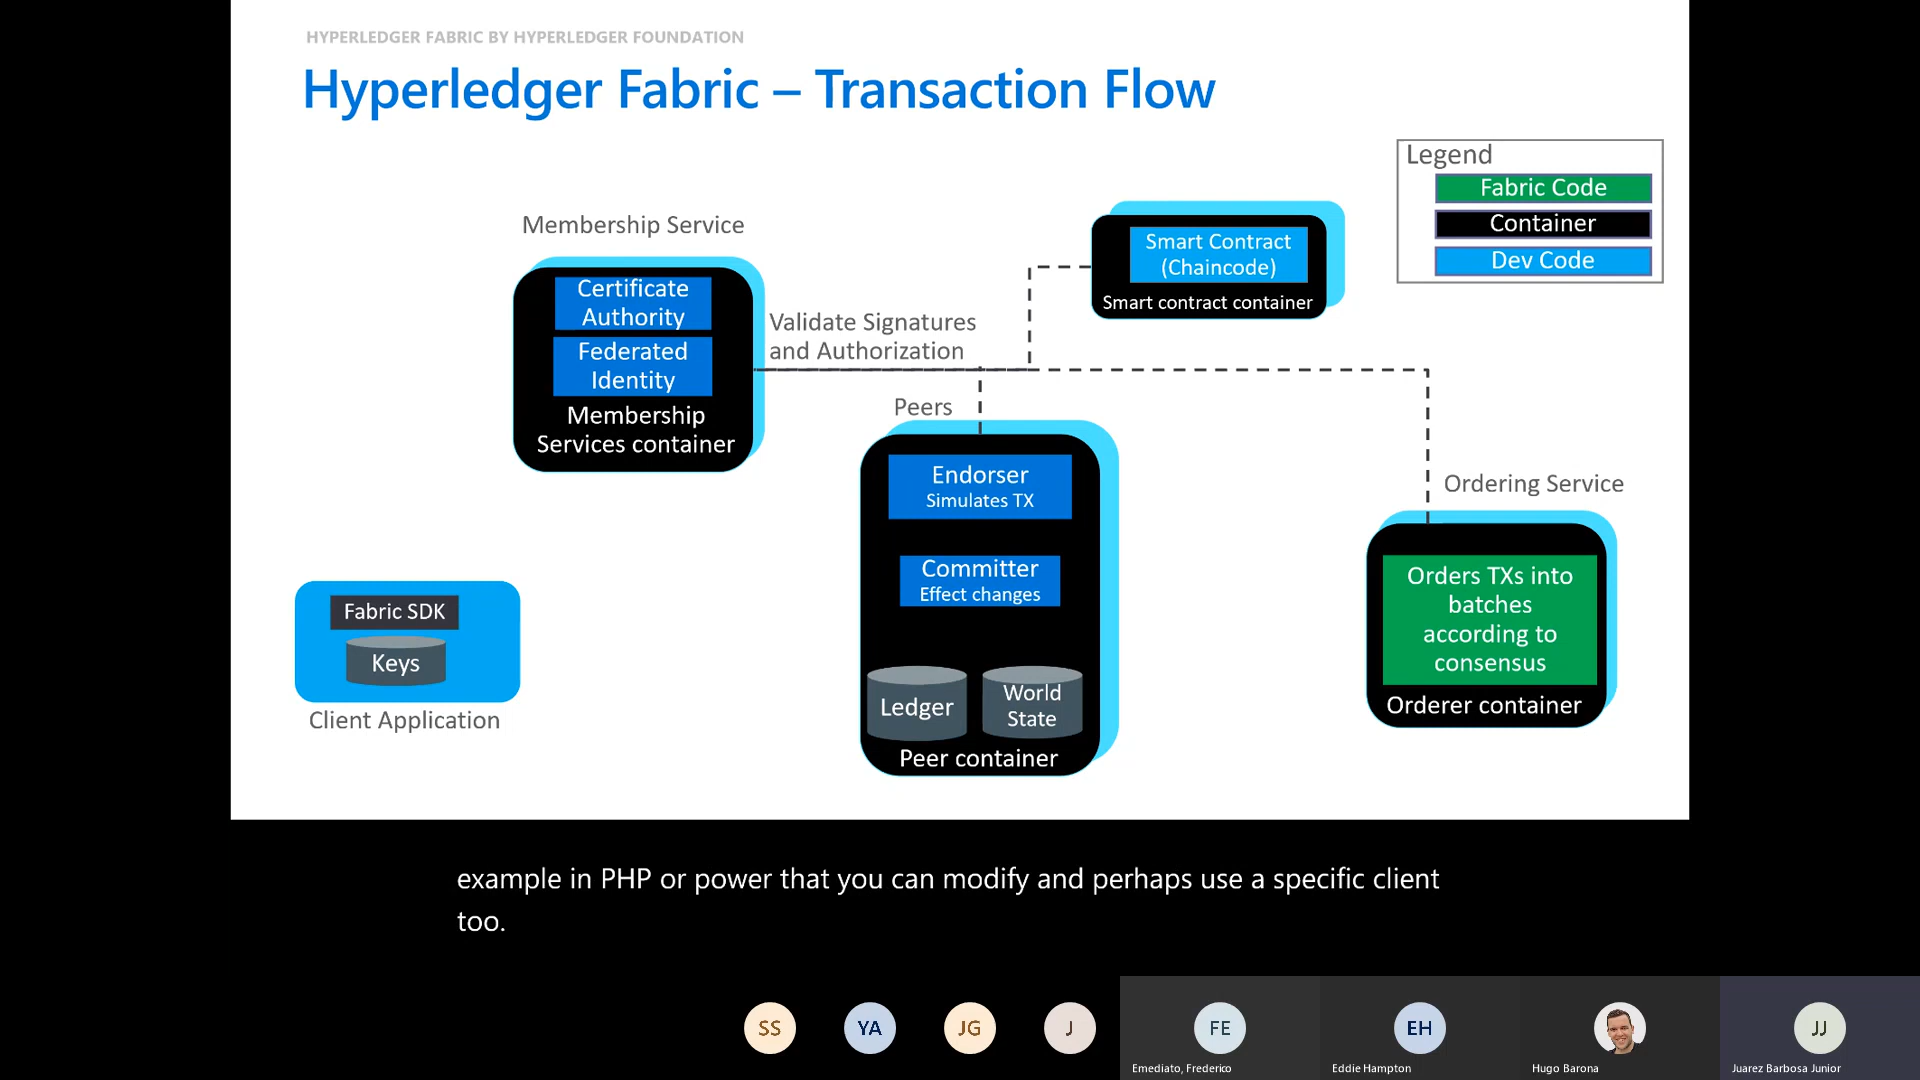 HYPERLEDGER FABRIC BY HYPERLEDGER FOUNDATION
Hyperledger Fabric – Transaction Flow
Legend
Fabric Code
Container
Dev Code
Membership Service
Certificate
Authority
Federated
Identity
Membership
Services container
Validate Signatures
and Authorization
Smart Contract
(Chaincode)
Smart contract container
Peers
Endorser
Simulates TX
Committer
Effect changes
Ledger
World
State
Peer container
Ordering Service
Orders TXs into
batches
according to
consensus
Orderer container
Fabric SDK
Keys
Client Application
example in PHP or power that you can modify and perhaps use a specific client
too.
SS
YA
JG
J
FE
Emediato, Frederico
EH
Eddie Hampton
Hugo Barona
JJ
Juarez Barbosa Junior